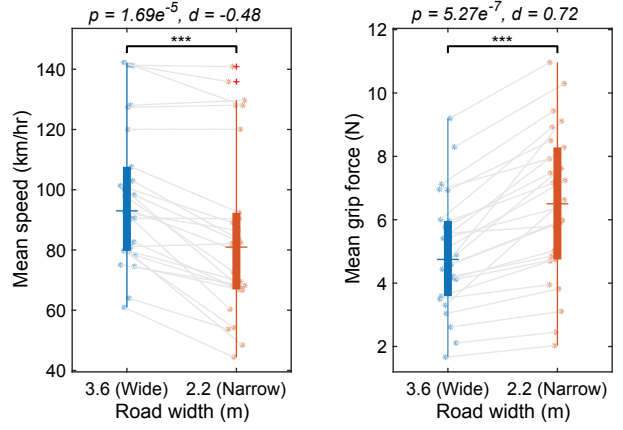 p = 1.69e⁻⁵, d = -0.48
***
Mean speed (km/hr)
140
120
100
80
60
40
3.6 (Wide) 2.2 (Narrow)
Road width (m)
p = 5.27e⁻⁷, d = 0.72
***
Mean grip force (N)
12
10
8
6
4
2
3.6 (Wide) 2.2 (Narrow)
Road width (m)